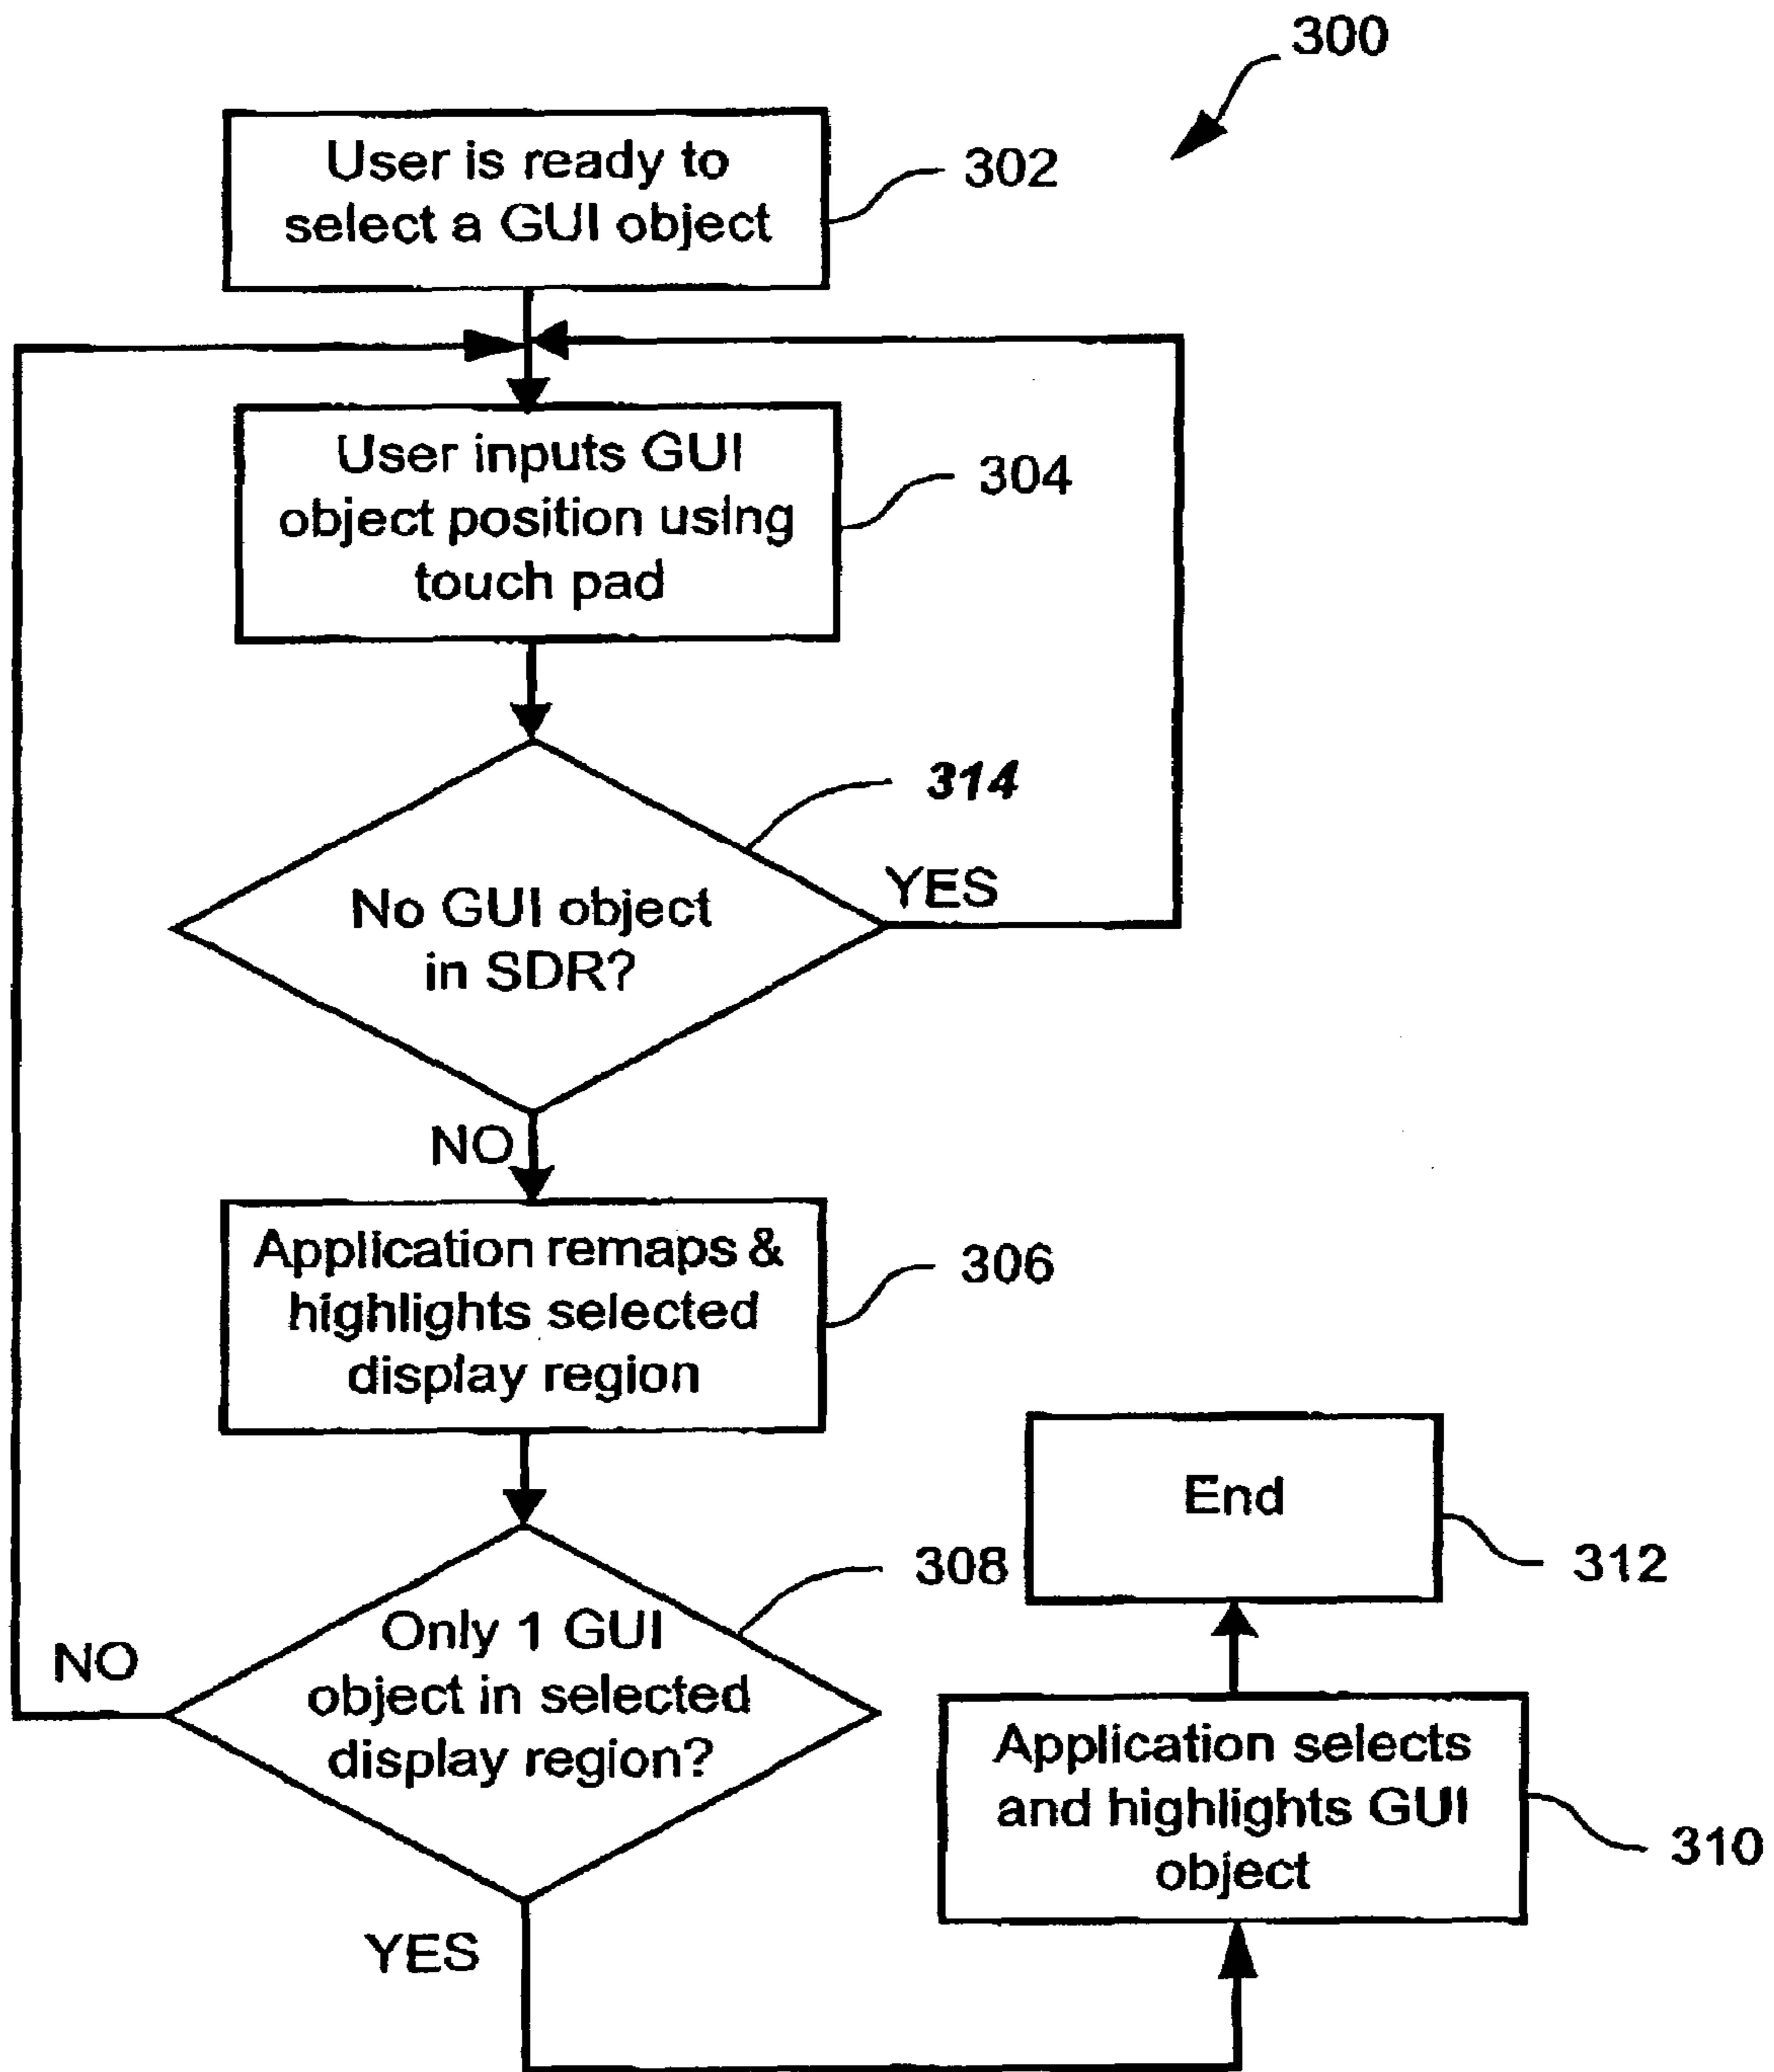 300
User is ready to
select a GUI object
302
User inputs GUI
object position using
touch pad
304
314
No GUI object
in SDR?
YES
NO
Application remaps &
highlights selected
display region
306
Only 1 GUI
object in selected
display region?
308
NO
YES
End
312
Application selects
and highlights GUI
object
310